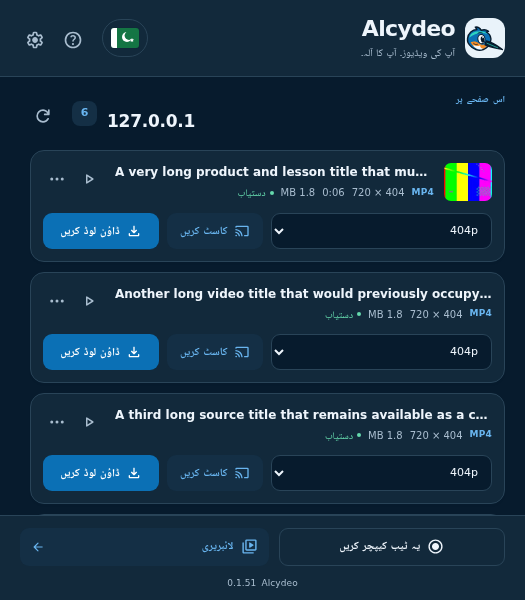 Alcydeo
آپ کی ویڈیوز۔ آپ کا آلہ۔
اس صفحے پر
127.0.0.1
6
A very long product and lesson title that mu...
MP4 720 × 404 0:06 1.8 MB • دستیاب
404p کاسٹ کریں ڈاؤن لوڈ کریں
Another long video title that would previously occupy...
MP4 720 × 404 1.8 MB • دستیاب
404p کاسٹ کریں ڈاؤن لوڈ کریں
A third long source title that remains available as a c...
MP4 720 × 404 1.8 MB • دستیاب
404p کاسٹ کریں ڈاؤن لوڈ کریں
یہ ٹیب کیپچر کریں لائبریری
Alcydeo 0.1.51